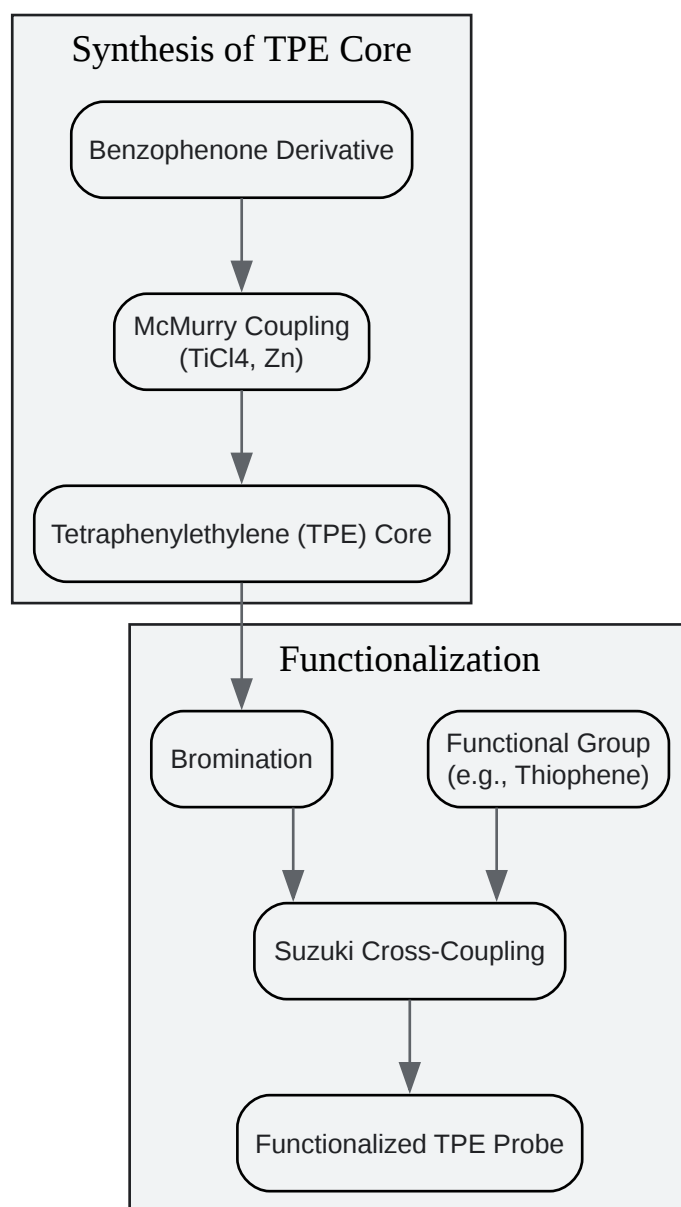 Synthesis of TPE Core
Benzophenone Derivative
McMurry Coupling
(TiCl4, Zn)
Tetraphenylethylene (TPE) Core
Functionalization
Bromination
Functional Group
(e.g., Thiophene)
Suzuki Cross-Coupling
Functionalized TPE Probe